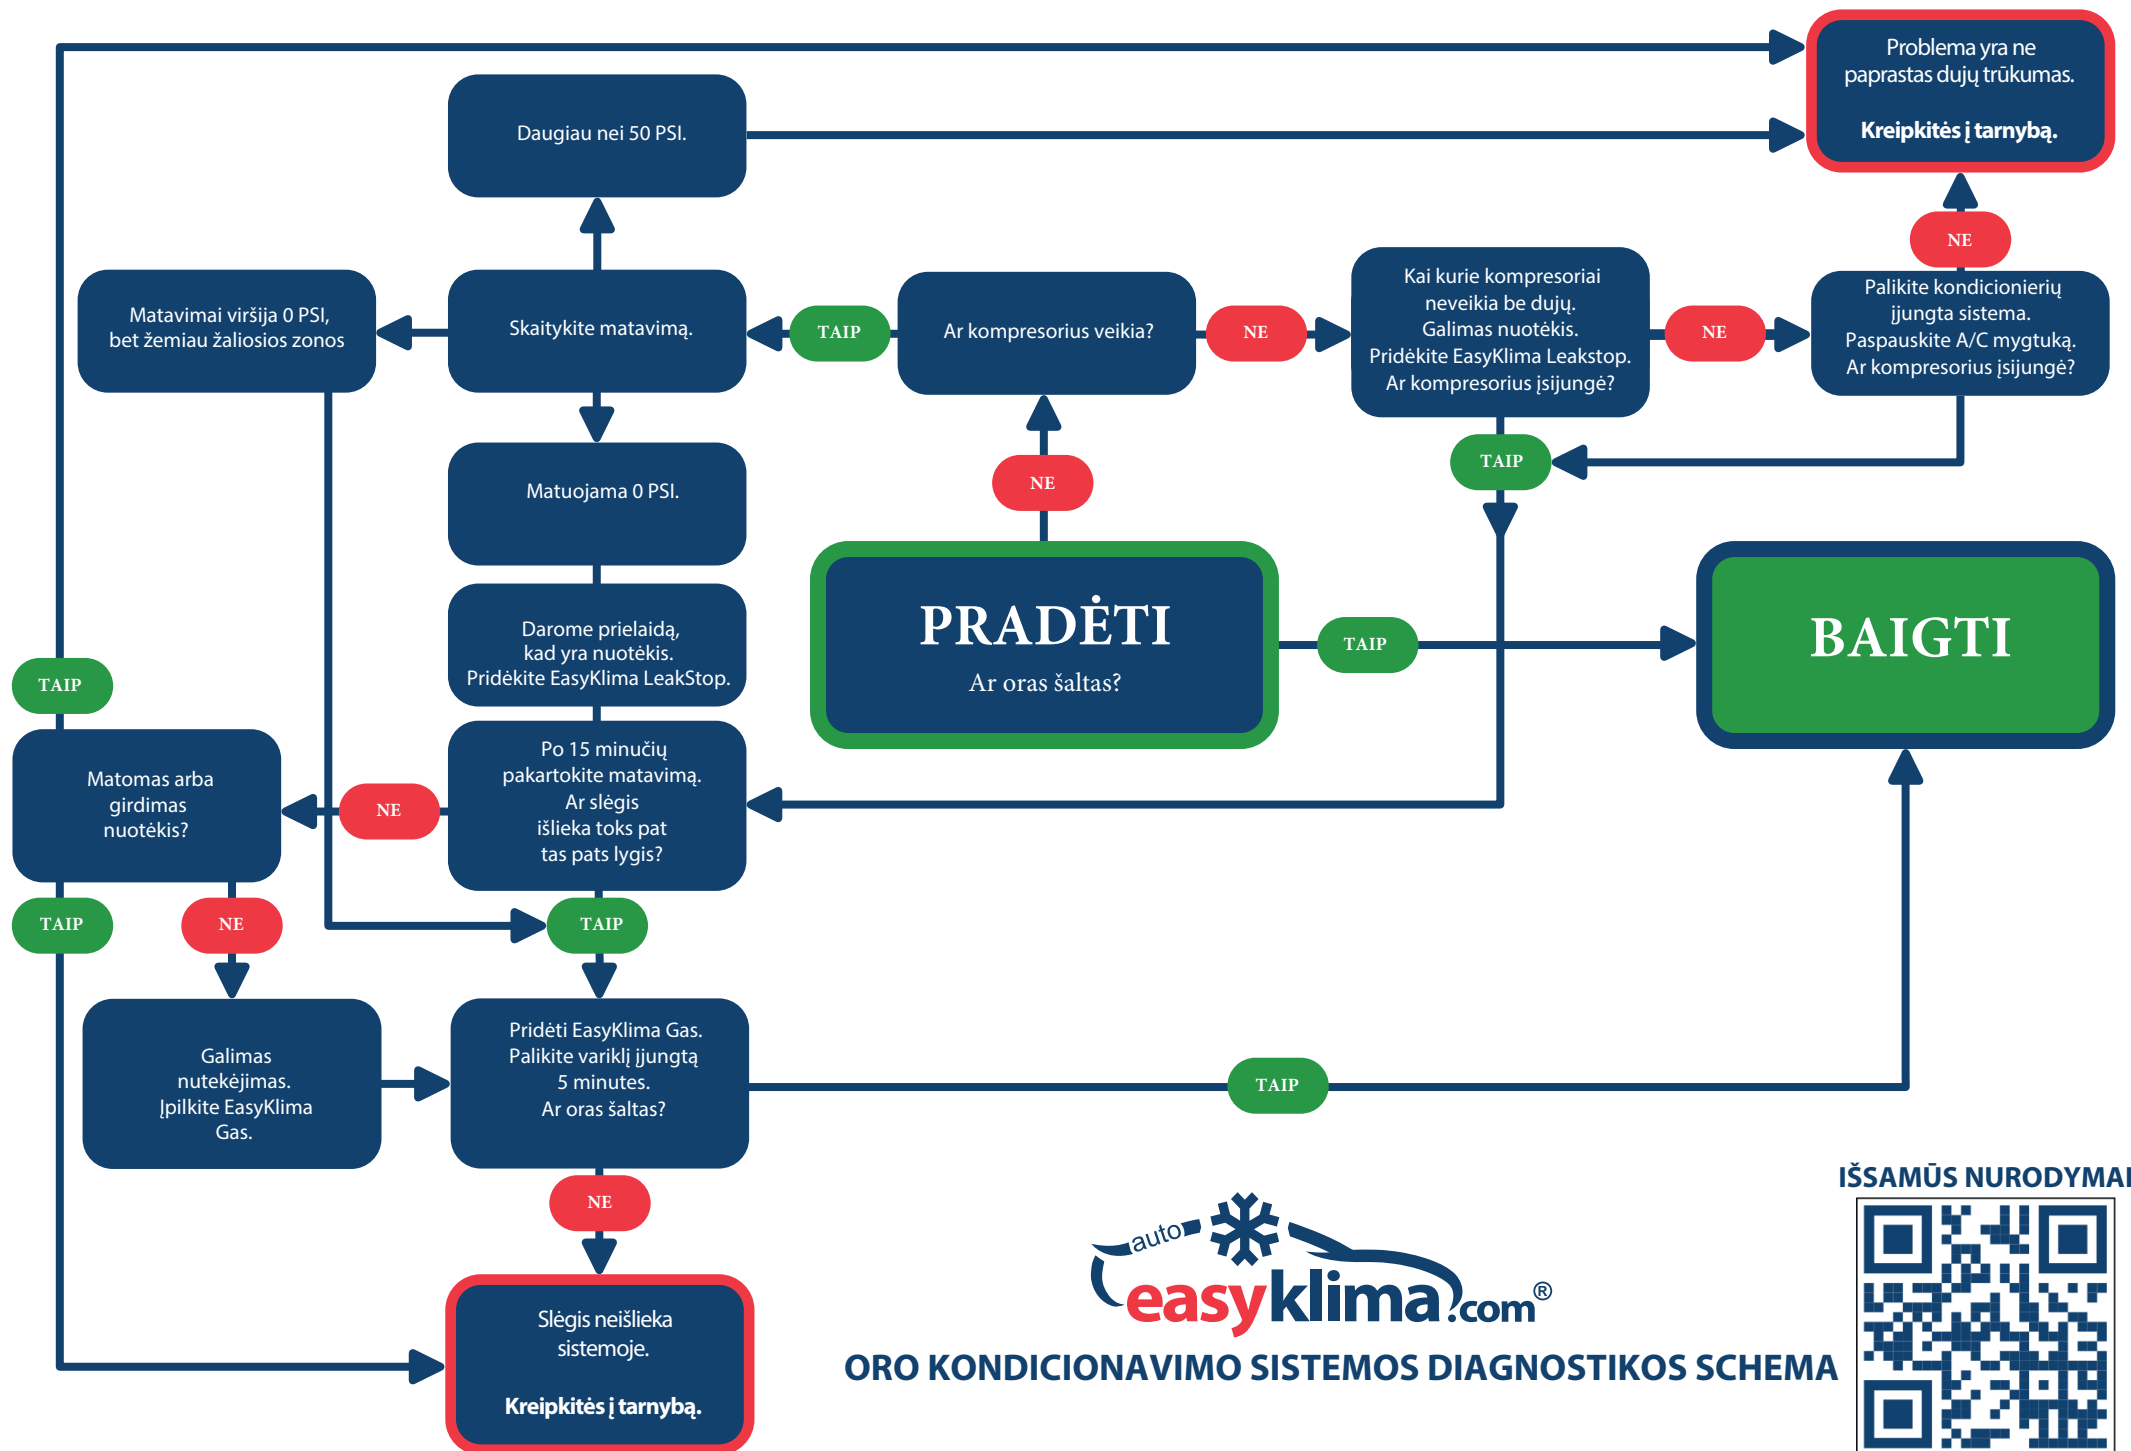 Problema yra ne
paprastas dujų trūkumas.
Kreipkitės į tarnybą.
Daugiau nei 50 PSI.
NE
Matavimai viršija 0 PSI,
bet žemiau žaliosios zonos
Skaitykite matavimą.
TAIP
Ar kompresorius veikia?
NE
Kai kurie kompresoriai
neveikia be dujų.
Galimas nuotėkis.
Pridėkite EasyKlima Leakstop.
Ar kompresorius įsijungė?
NE
Palikite kondicionierių
įjungta sistema.
Paspauskite A/C mygtuką.
Ar kompresorius įsijungė?
TAIP
Matuojama 0 PSI.
NE
Darome prielaidą,
kad yra nuotėkis.
Pridėkite EasyKlima LeakStop.
PRADĖTI
Ar oras šaltas?
TAIP
BAIGTI
TAIP
Matomas arba
girdimas
nuotėkis?
NE
Po 15 minučių
pakartokite matavimą.
Ar slėgis
išlieka toks pat
tas pats lygis?
TAIP
NE
TAIP
Galimas
nutekėjimas.
Įpilkite EasyKlima
Gas.
Pridėti EasyKlima Gas.
Palikite variklį įjungtą
5 minutes.
Ar oras šaltas?
TAIP
NE
Slėgis neišlieka
sistemoje.
Kreipkitės į tarnybą.
auto
easyklima.com®
ORO KONDICIONAVIMO SISTEMOS DIAGNOSTIKOS SCHEMA
IŠSAMŪS NURODYMAI